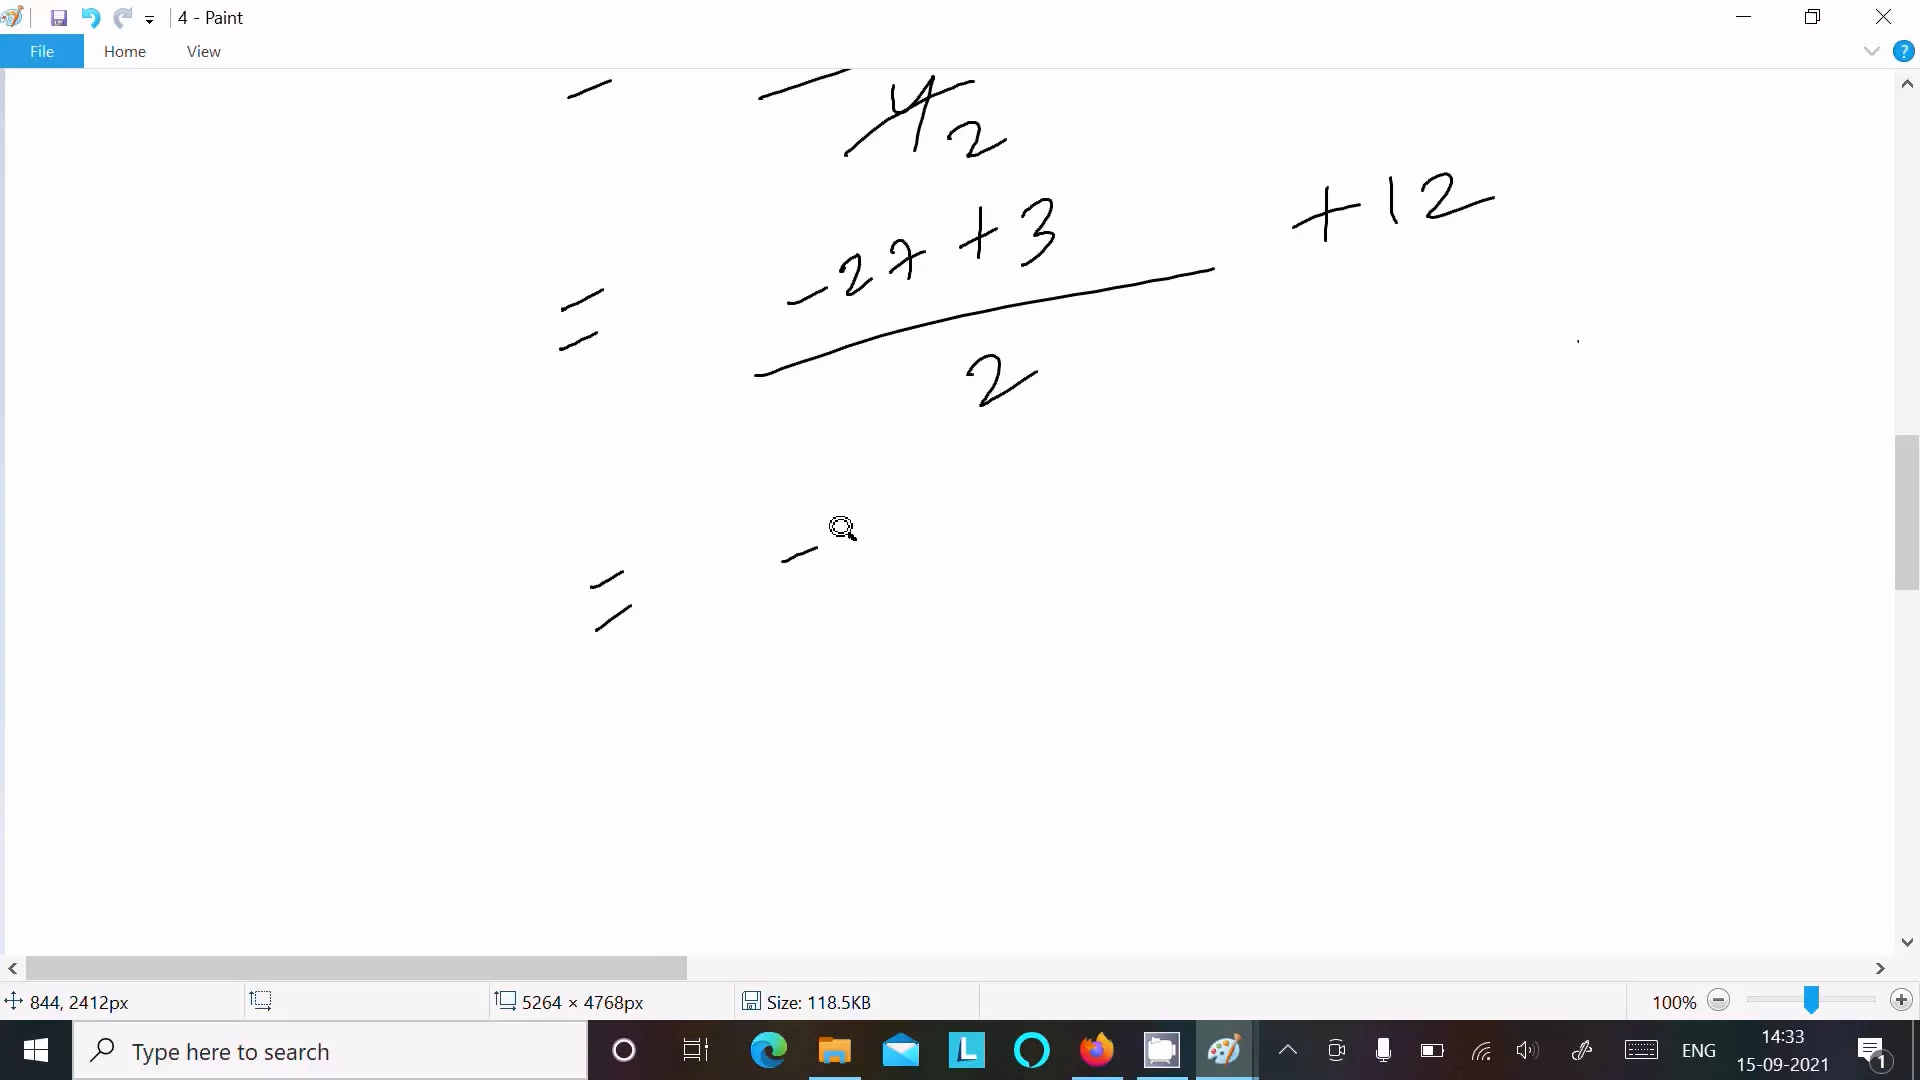 4 - Paint
File Home View
4 2
= -27 + 3 + 12
2
= -
844, 2412px 5264 × 4768px Size: 118.5KB 100%
Type here to search ENG 14:33
15-09-2021 1